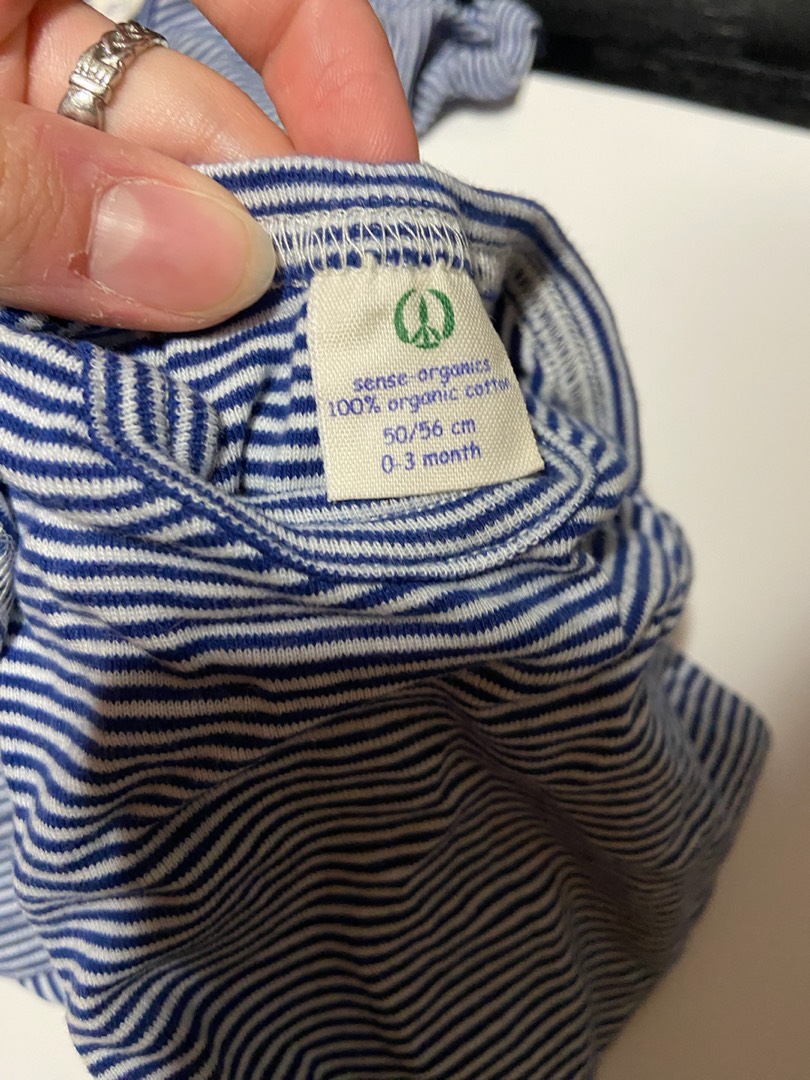 sense-organics
100% organic cotton
50/56 cm
0-3 month